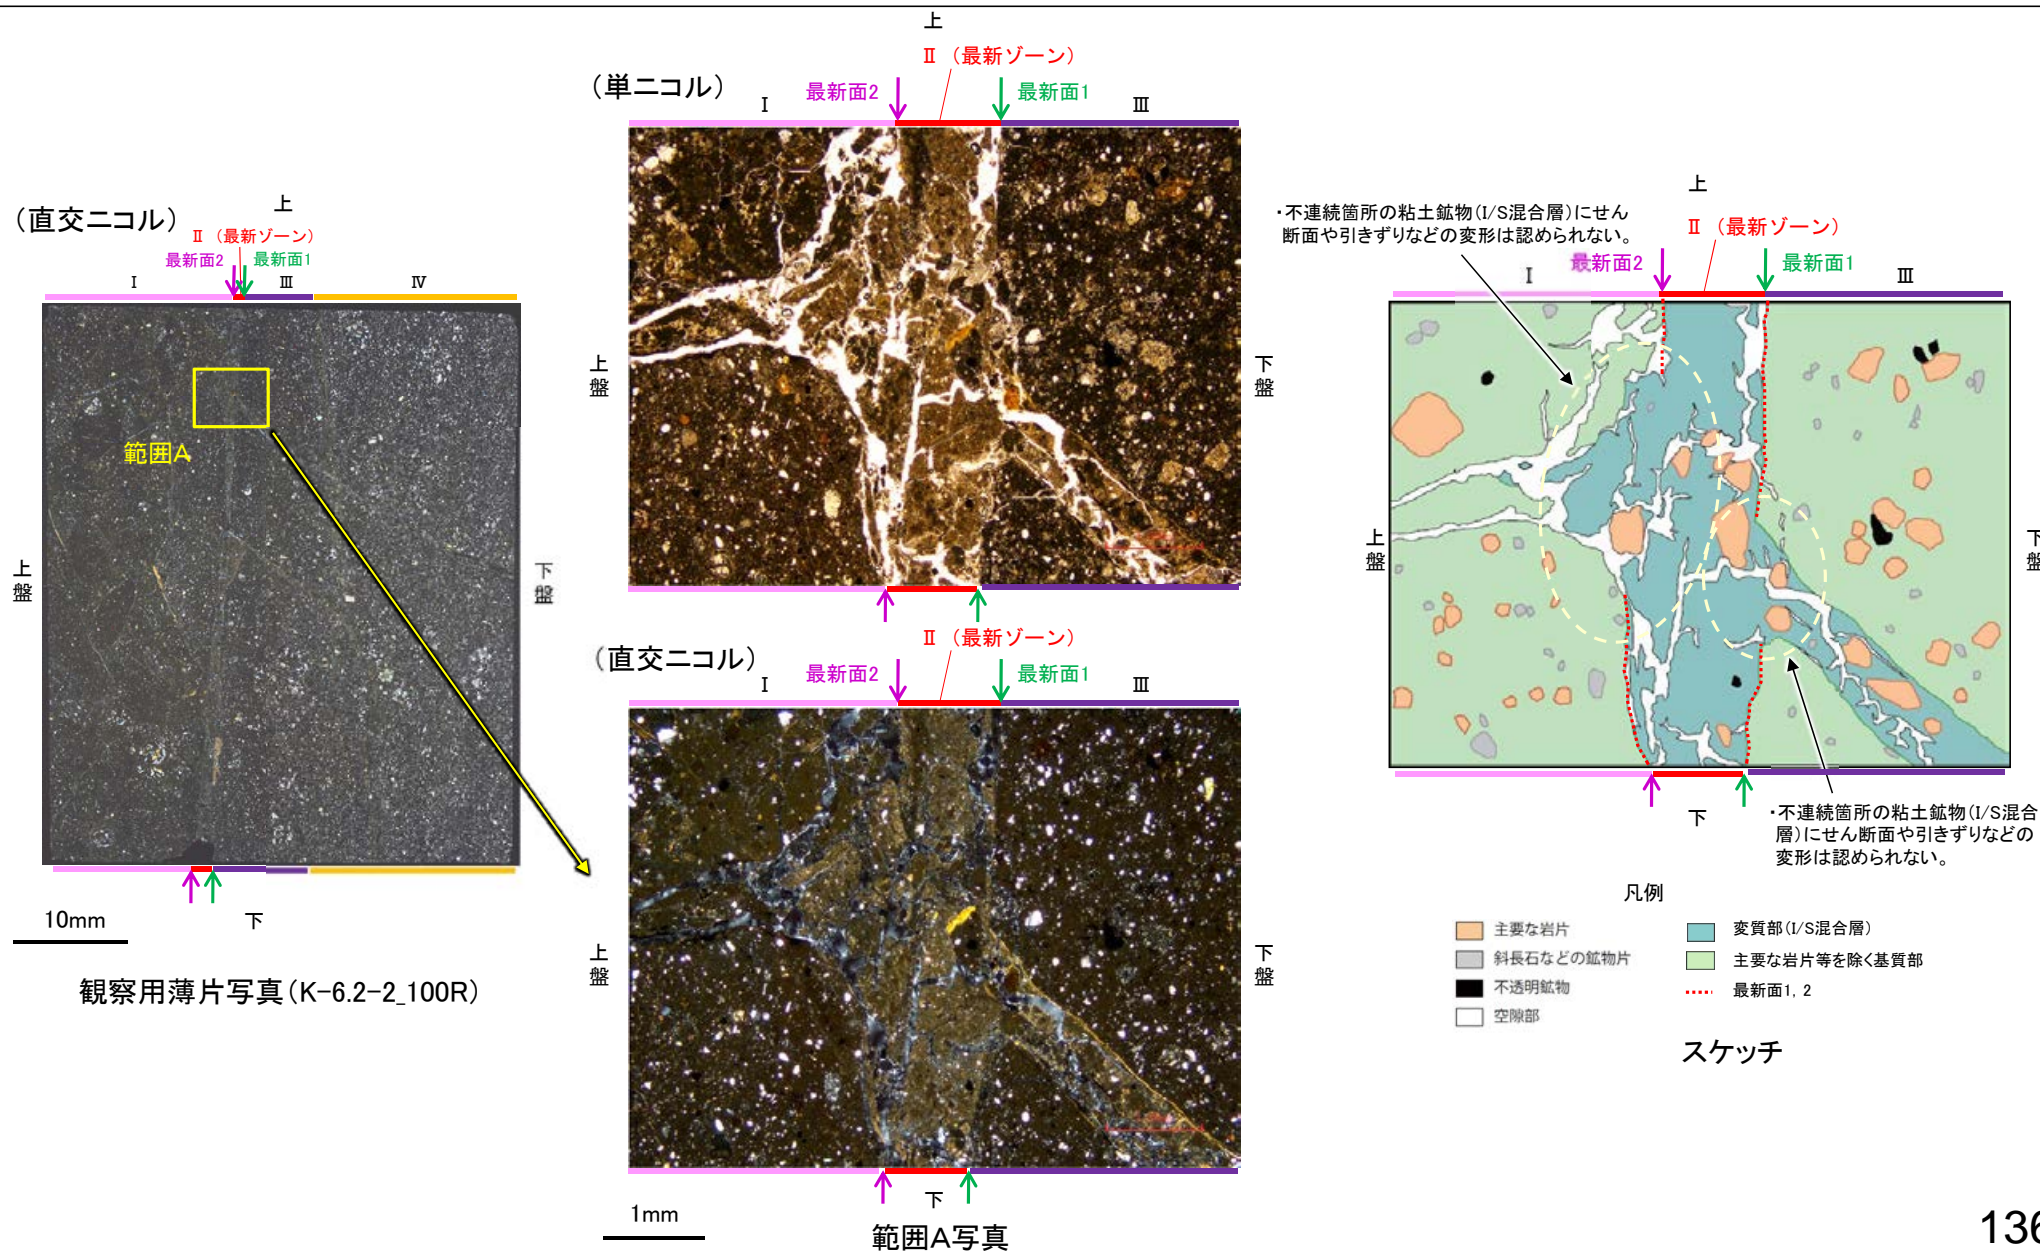 (直交ニコル)
上
Ⅱ (最新ゾーン)
最新面2
最新面1
Ⅰ
Ⅲ
Ⅳ
範囲A
上盤
下盤
10mm
下
観察用薄片写真(K-6.2-2_100R)
上
Ⅱ (最新ゾーン)
(単ニコル)
Ⅰ
最新面2
最新面1
Ⅲ
上盤
下盤
Ⅱ (最新ゾーン)
(直交ニコル)
Ⅰ
最新面2
最新面1
Ⅲ
上盤
下盤
下
1mm
範囲A写真
上
・不連続箇所の粘土鉱物(I/S混合層)にせん
断面や引きずりなどの変形は認められない。
Ⅱ (最新ゾーン)
Ⅰ
最新面2
最新面1
Ⅲ
上盤
下盤
下
・不連続箇所の粘土鉱物(I/S混合
層)にせん断面や引きずりなどの
変形は認められない。
凡例
主要な岩片
斜長石などの鉱物片
不透明鉱物
空隙部
変質部(I/S混合層)
主要な岩片等を除く基質部
最新面1, 2
スケッチ
136